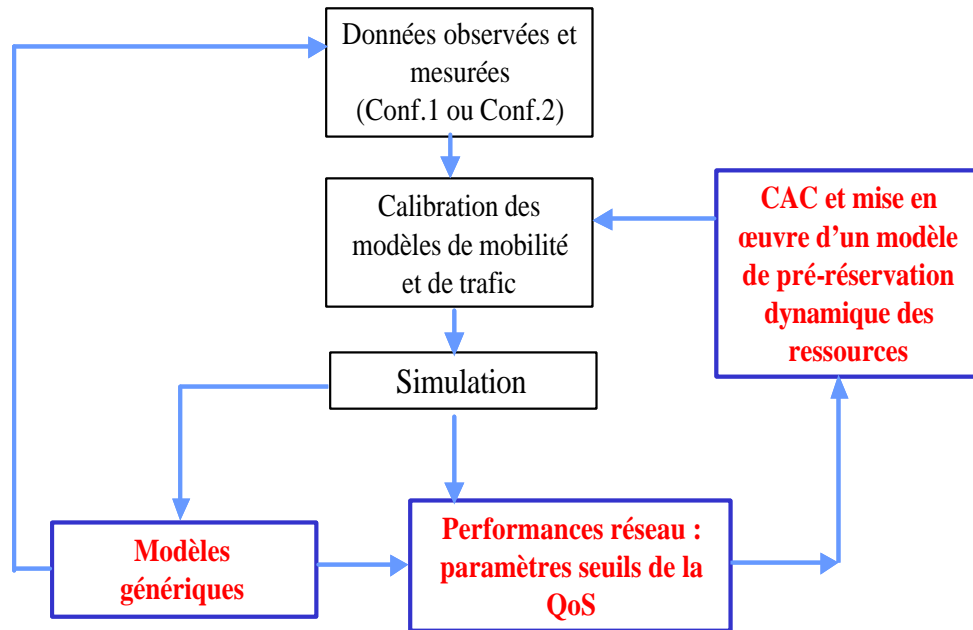 Données observées et
mesurées
(Conf.1 ou Conf.2)
Calibration des
modèles de mobilité
et de trafic
CAC et mise en
œuvre d'un modèle
de pré-réservation
dynamique des
ressources
Simulation
Modèles
génériques
Performances réseau :
paramètres seuils de la
QoS